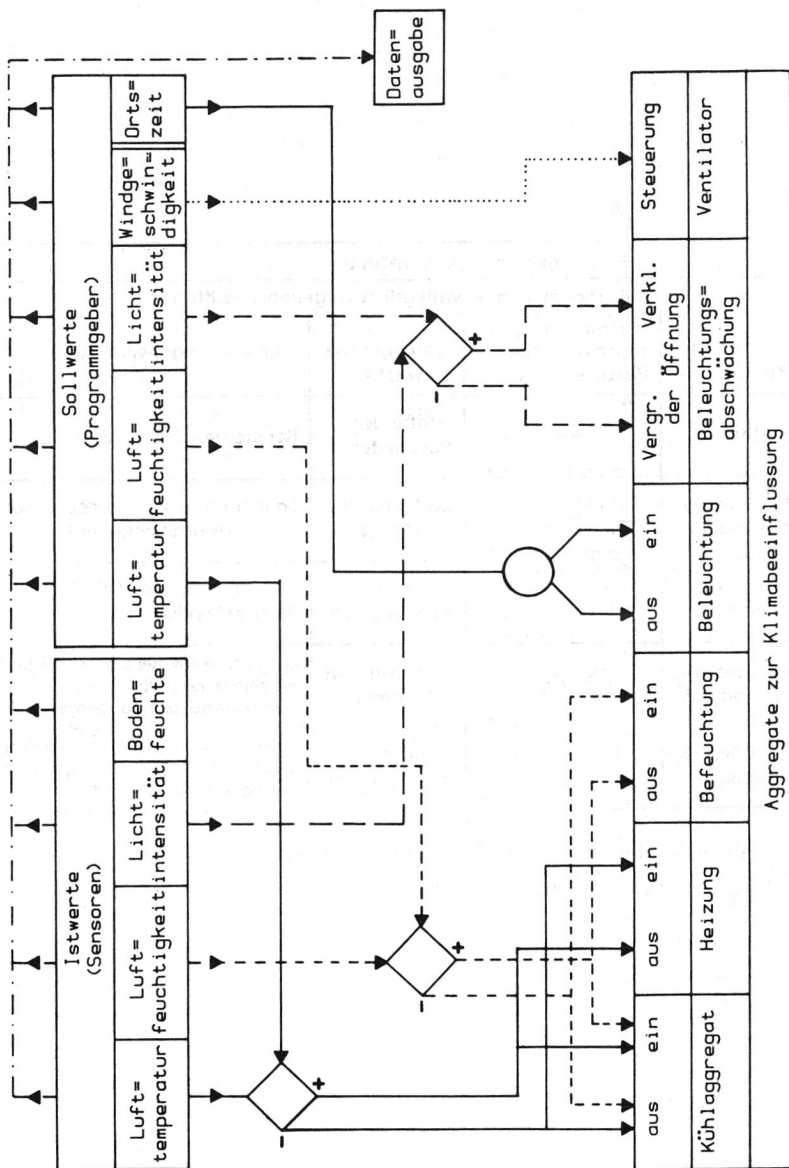 Istwerte
(Sensoren)
Luft=
temperatur
Luft=
feuchtigkeit
Licht=
intensität
Boden=
feuchte
Sollwerte
(Programmgeber)
Luft=
temperatur
Luft=
feuchtigkeit
Licht=
intensität
Windge=
schwin=
digkeit
Orts=
zeit
Daten=
ausgabe
- +
- +
- +
aus ein
Kühlaggregat
aus ein
Heizung
aus ein
Befeuchtung
aus ein
Beleuchtung
Vergr. Verkl.
der Öffnung
Beleuchtungs=
abschwächung
Steuerung
Ventilator
Aggregate zur Klimabeeinflussung